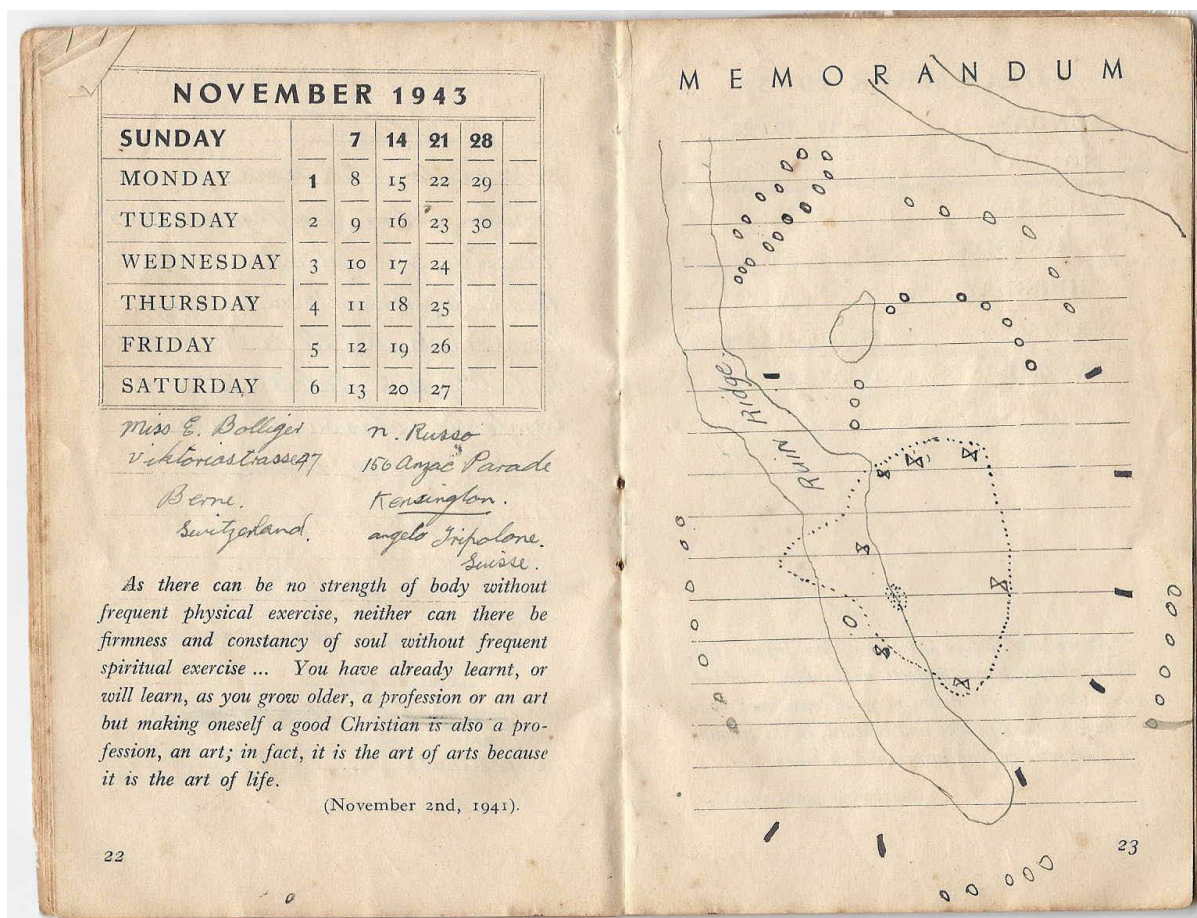 NOVEMBER 1943
SUNDAY 7 14 21 28
MONDAY 1 8 15 22 29
TUESDAY 2 9 16 23 30
WEDNESDAY 3 10 17 24
THURSDAY 4 11 18 25
FRIDAY 5 12 19 26
SATURDAY 6 13 20 27
Miss E. Bolliger
Viktoriastrasse 47
Berne.
Switzerland.
N. Russo
156 Anzac Parade
Kensington.
Angelo Tripolone.
Suisse.
As there can be no strength of body without
frequent physical exercise, neither can there be
firmness and constancy of soul without frequent
spiritual exercise ... You have already learnt, or
will learn, as you grow older, a profession or an art
but making oneself a good Christian is also a pro-
fession, an art; in fact, it is the art of arts because
it is the art of life.
(November 2nd, 1941).
22
MEMORANDUM
Ruin Ridge
23